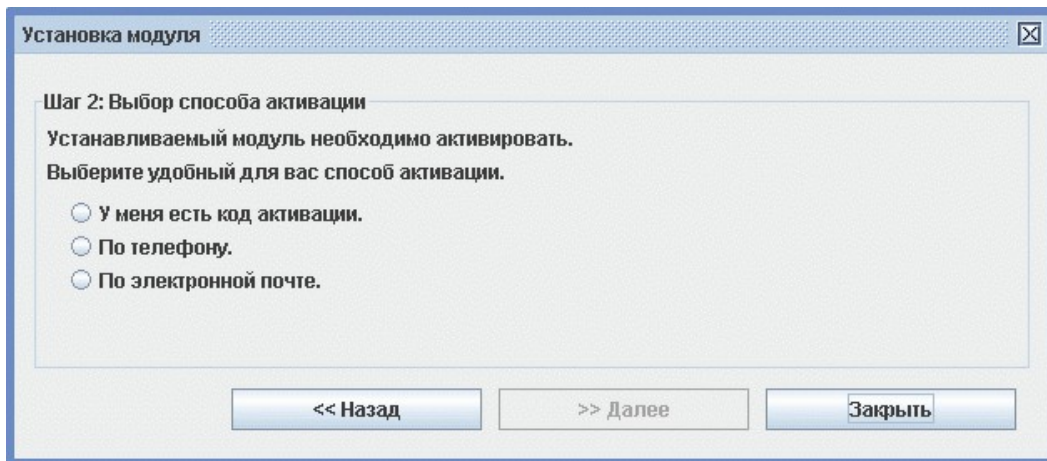 Установка модуля
Шаг 2: Выбор способа активации
Устанавливаемый модуль необходимо активировать.
Выберите удобный для вас способ активации.
У меня есть код активации.
По телефону.
По электронной почте.
<< Назад
>> Далее
Закрыть